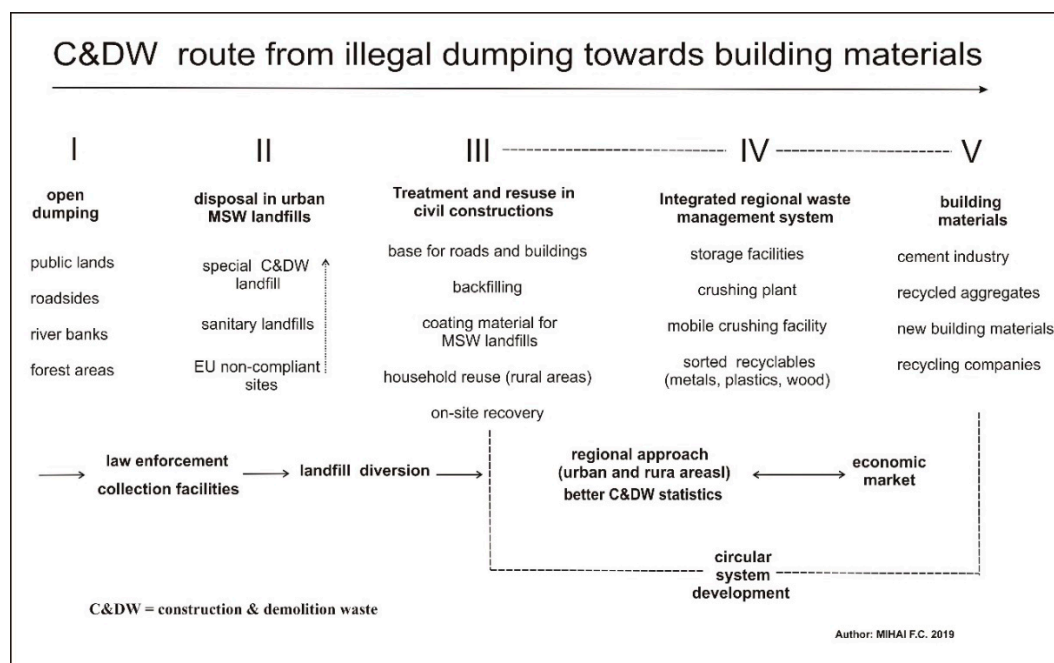 C&DW route from illegal dumping towards building materials
I
II
III
IV
V
open
dumping
public lands
roadsides
river banks
forest areas
disposal in urban
MSW landfills
special C&DW
landfill
sanitary landfills
EU non-compliant
sites
Treatment and resuse in
civil constructions
base for roads and buildings
backfilling
coating material for
MSW landfills
household reuse (rural areas)
on-site recovery
Integrated regional waste
management system
storage facilities
crushing plant
mobile crushing facility
sorted recyclables
(metals, plastics, wood)
building
materials
cement industry
recycled aggregates
new building materials
recycling companies
law enforcement
collection facilities
landfill diversion
regional approach
(urban and rura areasl)
better C&DW statistics
economic
market
circular
system
development
C&DW = construction & demolition waste
Author: MIHAI F.C. 2019